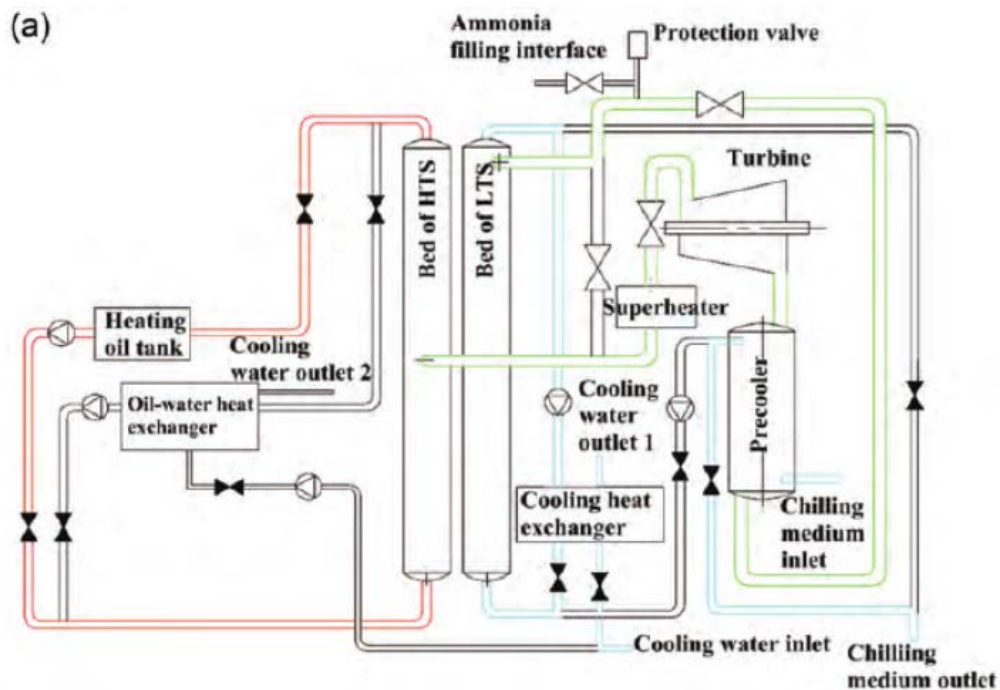 (a)
Ammonia
filling interface
Protection valve
Turbine
Bed of HTS
Bed of LTS
Superheater
Heating
oil tank
Cooling
water outlet 2
Oil-water heat
exchanger
Cooling
water
outlet 1
Precooler
Cooling heat
exchanger
Chilling
medium
inlet
Cooling water inlet
Chilliing
medium outlet